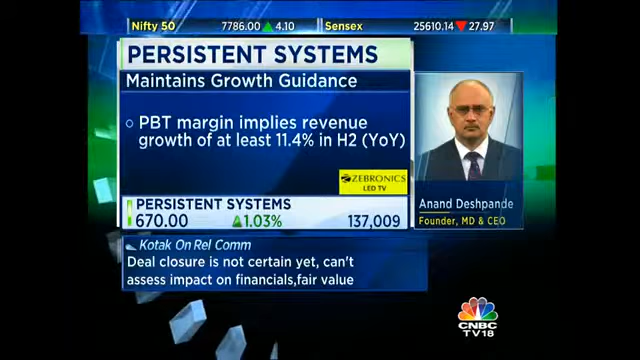 Nifty 50 7786.00 4.10 Sensex 25610.14 27.97
PERSISTENT SYSTEMS
Maintains Growth Guidance
PBT margin implies revenue
growth of at least 11.4% in H2 (YoY)
ZEBRONICS
LED TV
PERSISTENT SYSTEMS
670.00 1.03% 137,009
Anand Deshpande
Founder, MD & CEO
Kotak On Rel Comm
Deal closure is not certain yet, can't
assess impact on financials,fair value
CNBC
TV18